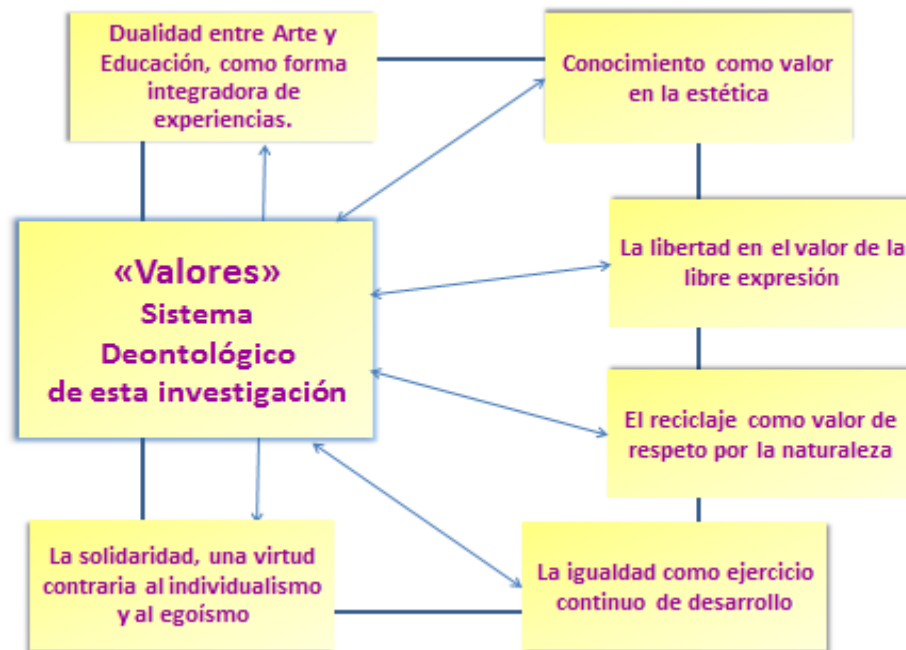 Dualidad entre Arte y
Educación, como forma
integradora de
experiencias.
Conocimiento como valor
en la estética
«Valores»
Sistema
Deontológico
de esta investigación
La libertad en el valor de la
libre expresión
El reciclaje como valor de
respeto por la naturaleza
La solidaridad, una virtud
contraria al individualismo
y al egoísmo
La igualdad como ejercicio
continuo de desarrollo